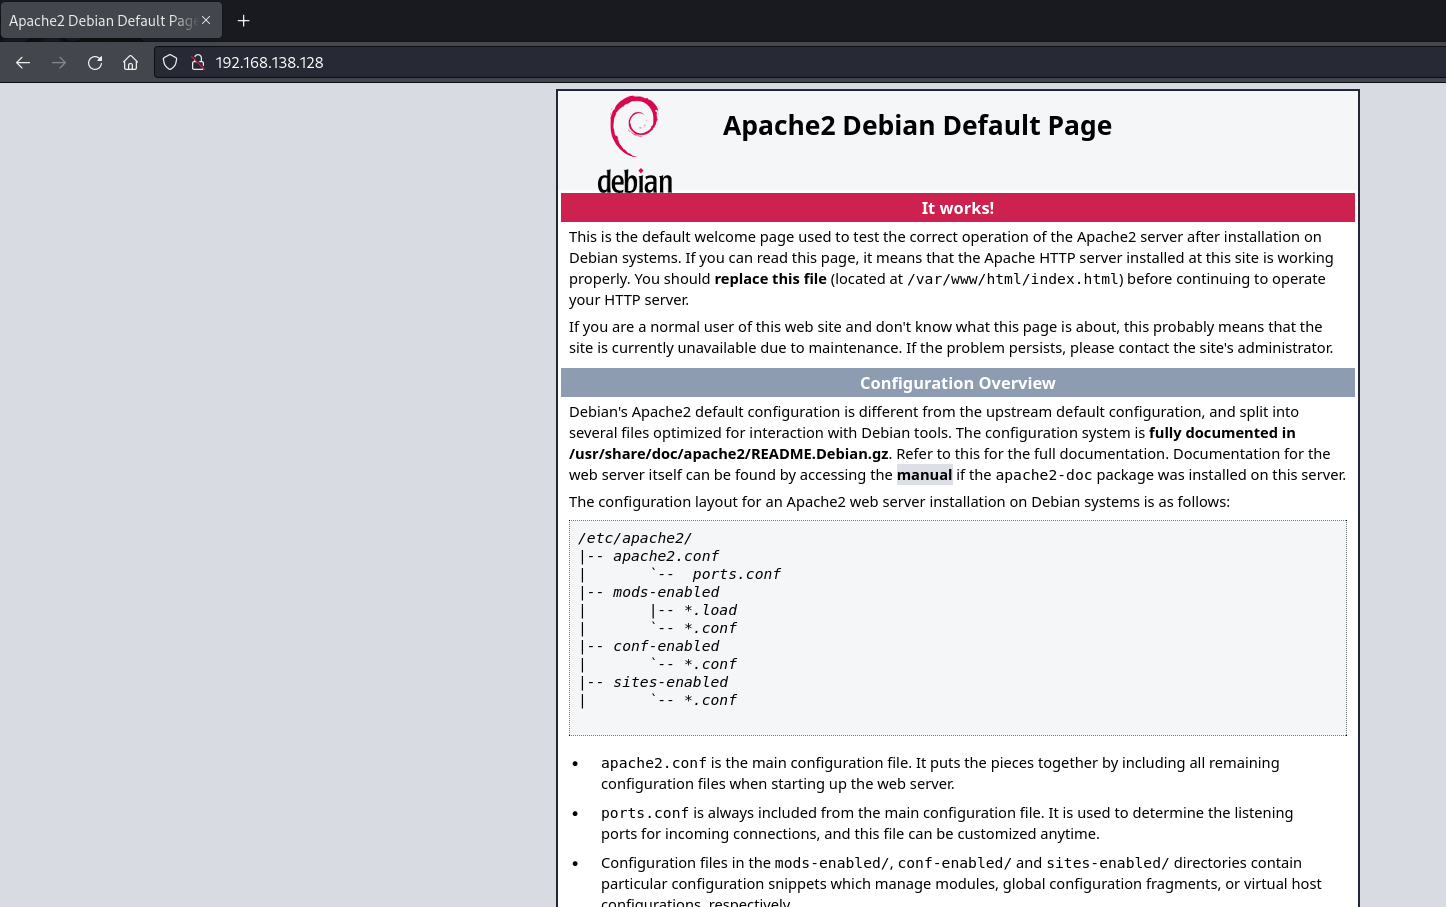 Apache2 Debian Default Page
192.168.138.128
debian
Apache2 Debian Default Page
It works!
This is the default welcome page used to test the correct operation of the Apache2 server after installation on
Debian systems. If you can read this page, it means that the Apache HTTP server installed at this site is working
properly. You should replace this file (located at /var/www/html/index.html) before continuing to operate
your HTTP server.
If you are a normal user of this web site and don't know what this page is about, this probably means that the
site is currently unavailable due to maintenance. If the problem persists, please contact the site's administrator.
Configuration Overview
Debian's Apache2 default configuration is different from the upstream default configuration, and split into
several files optimized for interaction with Debian tools. The configuration system is fully documented in
/usr/share/doc/apache2/README.Debian.gz. Refer to this for the full documentation. Documentation for the
web server itself can be found by accessing the manual if the apache2-doc package was installed on this server.
The configuration layout for an Apache2 web server installation on Debian systems is as follows:
/etc/apache2/
|-- apache2.conf
|       `--  ports.conf
|-- mods-enabled
|       |-- *.load
|       `-- *.conf
|-- conf-enabled
|       `-- *.conf
|-- sites-enabled
|       `-- *.conf
• apache2.conf is the main configuration file. It puts the pieces together by including all remaining
configuration files when starting up the web server.
• ports.conf is always included from the main configuration file. It is used to determine the listening
ports for incoming connections, and this file can be customized anytime.
• Configuration files in the mods-enabled/, conf-enabled/ and sites-enabled/ directories contain
particular configuration snippets which manage modules, global configuration fragments, or virtual host
configurations, respectively.